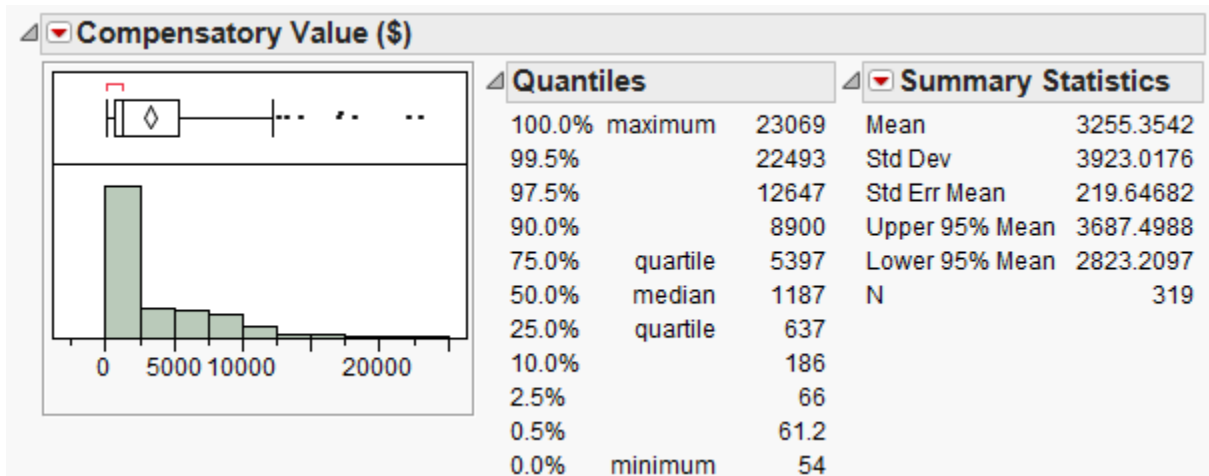 Compensatory Value ($)
0 5000 10000 20000
Quantiles
100.0% maximum 23069
99.5% 22493
97.5% 12647
90.0% 8900
75.0% quartile 5397
50.0% median 1187
25.0% quartile 637
10.0% 186
2.5% 66
0.5% 61.2
0.0% minimum 54
Summary Statistics
Mean 3255.3542
Std Dev 3923.0176
Std Err Mean 219.64682
Upper 95% Mean 3687.4988
Lower 95% Mean 2823.2097
N 319